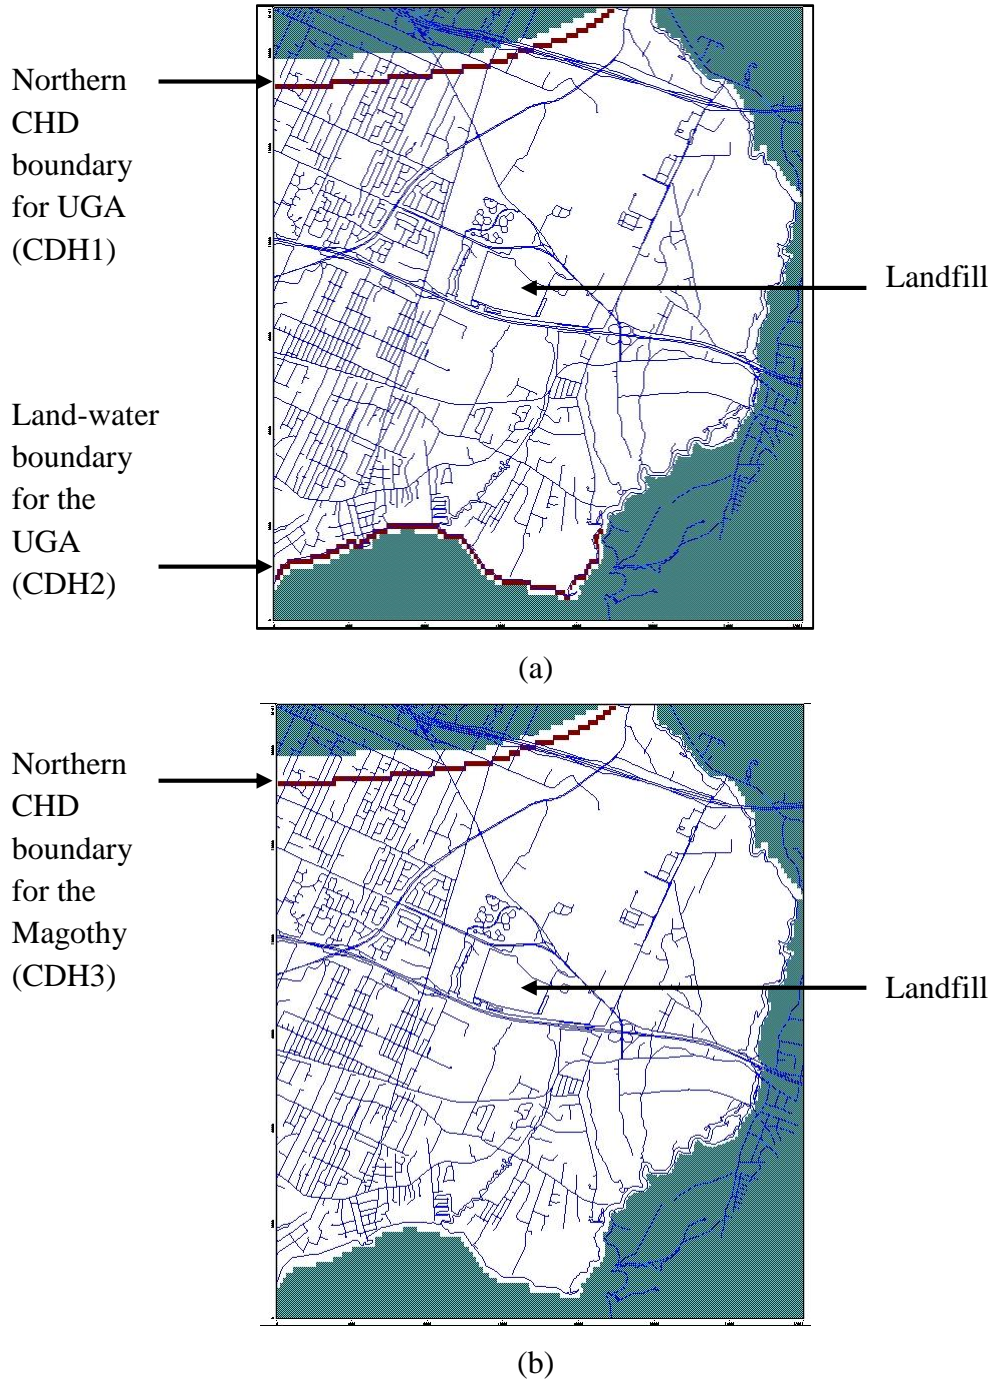 Northern
CHD
boundary
for UGA
(CDH1)
Landfill
Land-water
boundary
for the
UGA
(CDH2)
(a)
Northern
CHD
boundary
for the
Magothy
(CDH3)
Landfill
(b)